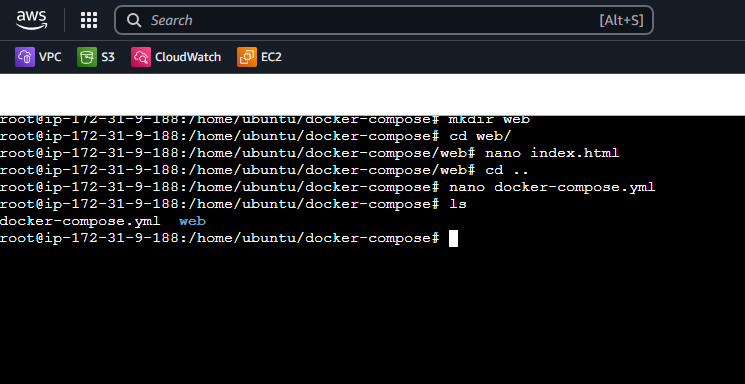 aws Search [Alt+S]
VPC S3 CloudWatch EC2
root@ip-172-31-9-188:/home/ubuntu/docker-compose# mkdir web
root@ip-172-31-9-188:/home/ubuntu/docker-compose# cd web/
root@ip-172-31-9-188:/home/ubuntu/docker-compose/web# nano index.html
root@ip-172-31-9-188:/home/ubuntu/docker-compose/web# cd ..
root@ip-172-31-9-188:/home/ubuntu/docker-compose# nano docker-compose.yml
root@ip-172-31-9-188:/home/ubuntu/docker-compose# ls
docker-compose.yml  web
root@ip-172-31-9-188:/home/ubuntu/docker-compose#